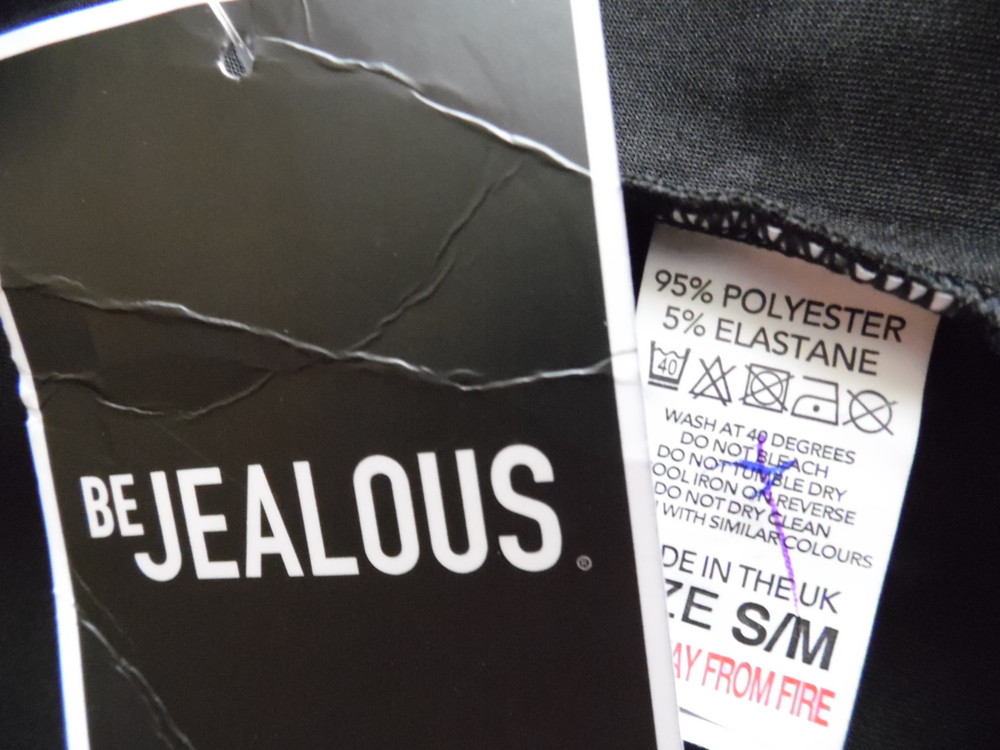 BE JEALOUS®
95% POLYESTER
5% ELASTANE
40
WASH AT 40 DEGREES
DO NOT BLEACH
DO NOT TUMBLE DRY
OOL IRON ON REVERSE
DO NOT DRY CLEAN
WITH SIMILAR COLOURS
DE IN THE UK
ZE S/M
AY FROM FIRE